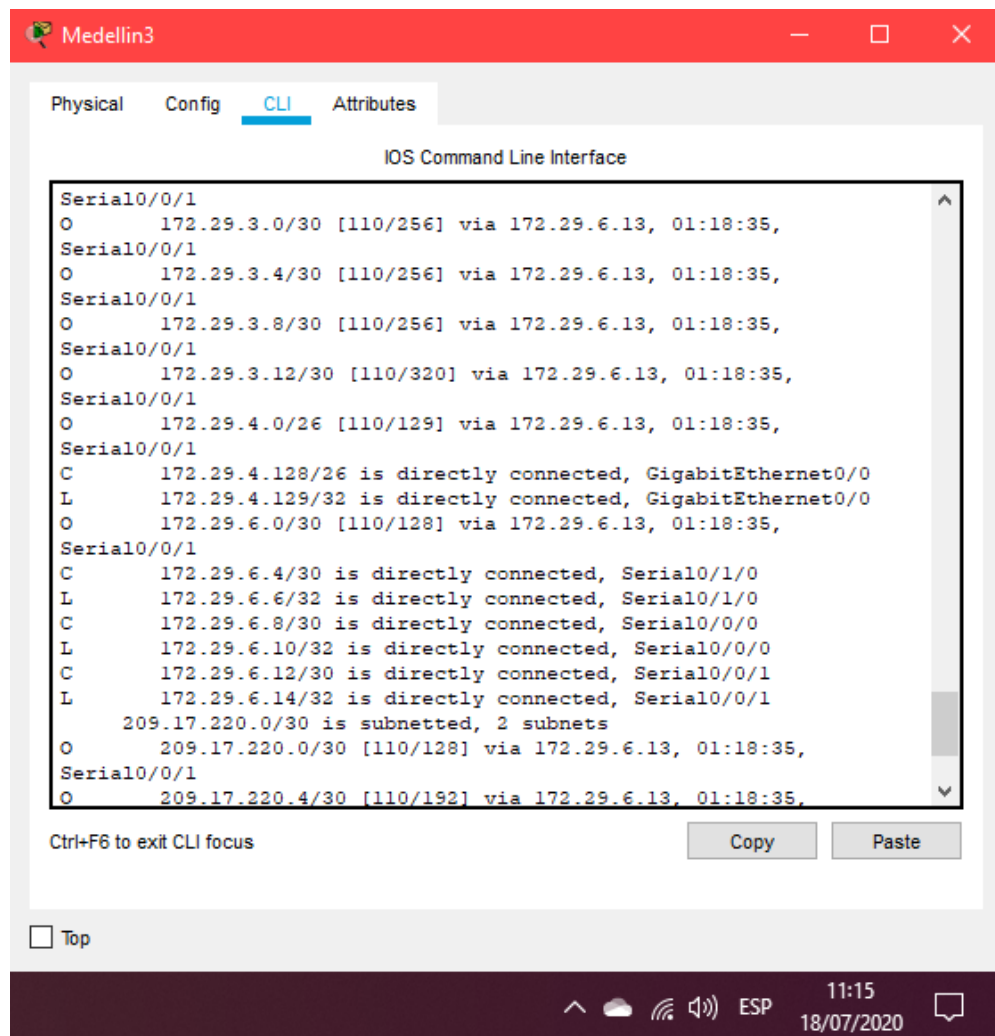 Medellin3
Physical Config CLI Attributes
IOS Command Line Interface
Serial0/0/1
O 172.29.3.0/30 [110/256] via 172.29.6.13, 01:18:35,
Serial0/0/1
O 172.29.3.4/30 [110/256] via 172.29.6.13, 01:18:35,
Serial0/0/1
O 172.29.3.8/30 [110/256] via 172.29.6.13, 01:18:35,
Serial0/0/1
O 172.29.3.12/30 [110/320] via 172.29.6.13, 01:18:35,
Serial0/0/1
O 172.29.4.0/26 [110/129] via 172.29.6.13, 01:18:35,
Serial0/0/1
C 172.29.4.128/26 is directly connected, GigabitEthernet0/0
L 172.29.4.129/32 is directly connected, GigabitEthernet0/0
O 172.29.6.0/30 [110/128] via 172.29.6.13, 01:18:35,
Serial0/0/1
C 172.29.6.4/30 is directly connected, Serial0/1/0
L 172.29.6.6/32 is directly connected, Serial0/1/0
C 172.29.6.8/30 is directly connected, Serial0/0/0
L 172.29.6.10/32 is directly connected, Serial0/0/0
C 172.29.6.12/30 is directly connected, Serial0/0/1
L 172.29.6.14/32 is directly connected, Serial0/0/1
209.17.220.0/30 is subnetted, 2 subnets
O 209.17.220.0/30 [110/128] via 172.29.6.13, 01:18:35,
Serial0/0/1
O 209.17.220.4/30 [110/192] via 172.29.6.13, 01:18:35,
Ctrl+F6 to exit CLI focus Copy Paste
Top
ESP 11:15
18/07/2020